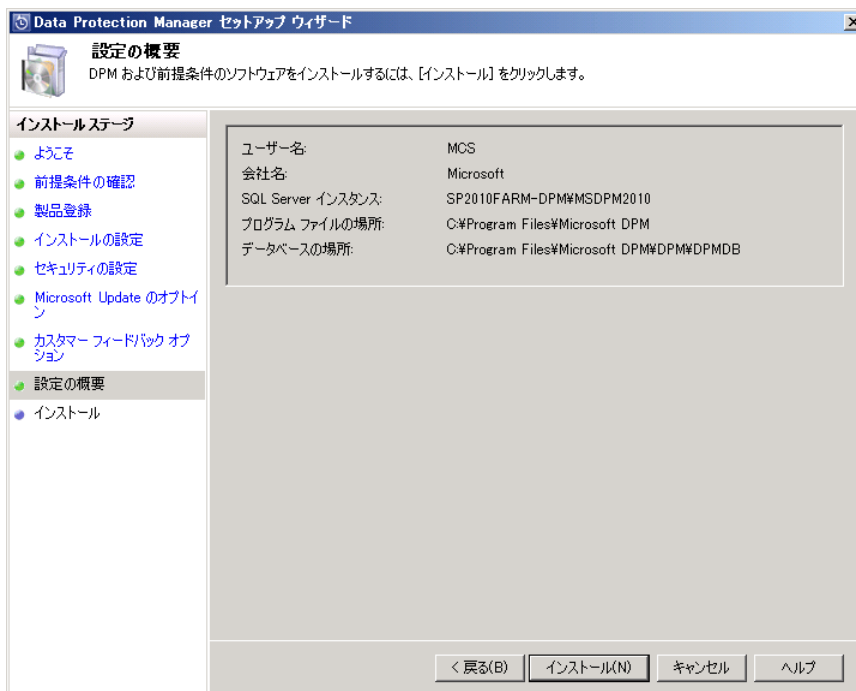 Data Protection Manager セットアップ ウィザード
設定の概要
DPM および前提条件のソフトウェアをインストールするには、[インストール] をクリックします。
インストール ステージ
ようこそ
前提条件の確認
製品登録
インストールの設定
セキュリティの設定
Microsoft Update のオプトイ
ン
カスタマー フィードバック オプ
ション
設定の概要
インストール
ユーザー名: MCS
会社名: Microsoft
SQL Server インスタンス: SP2010FARM-DPM¥MSDPM2010
プログラム ファイルの場所: C:¥Program Files¥Microsoft DPM
データベースの場所: C:¥Program Files¥Microsoft DPM¥DPM¥DPMDB
< 戻る(B) インストール(N) キャンセル ヘルプ